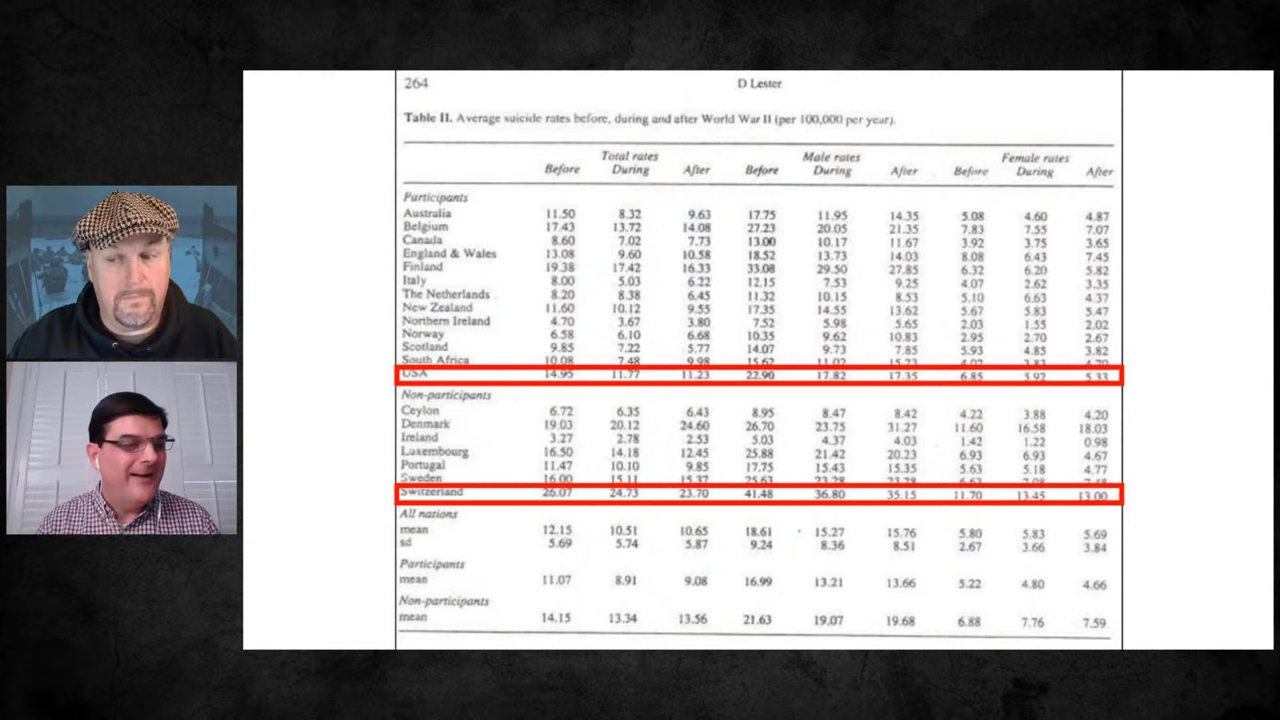 264 D Lester
Table II. Average suicide rates before, during and after World War II (per 100,000 per year).
Total rates Male rates Female rates
Before During After Before During After Before During After
Participants
Australia 11.50 8.32 9.63 17.75 11.95 14.35 5.08 4.60 4.87
Belgium 17.43 13.72 14.08 27.23 20.05 21.35 7.83 7.55 7.07
Canada 8.60 7.02 7.73 13.00 10.17 11.67 3.92 3.75 3.65
England & Wales 13.08 9.60 10.58 18.52 13.73 14.03 8.08 6.43 7.45
Finland 19.38 17.42 16.33 33.08 29.50 27.85 6.32 6.20 5.82
Italy 8.00 5.03 6.22 12.15 7.53 9.25 4.07 2.62 3.35
The Netherlands 8.20 8.38 6.45 11.32 10.15 8.53 5.10 6.63 4.37
New Zealand 11.60 10.12 9.55 17.35 14.55 13.62 5.67 5.83 5.47
Northern Ireland 4.70 3.67 3.80 7.52 5.98 5.65 2.03 1.55 2.02
Norway 6.58 6.10 6.68 10.35 9.62 10.83 2.95 2.70 2.67
Scotland 9.85 7.22 5.77 14.07 9.73 7.85 5.93 4.85 3.82
South Africa 10.08 7.48 9.98 15.62
USA 14.95 11.77 11.23 22.90 17.82 17.35 6.85 5.92 5.33
Non-participants
Ceylon 6.72 6.35 6.43 8.95 8.47 8.42 4.22 3.88 4.20
Denmark 19.03 20.12 24.60 26.70 23.75 31.27 11.60 16.58 18.03
Ireland 3.27 2.78 2.53 5.03 4.37 4.03 1.42 1.22 0.98
Luxembourg 16.50 14.18 12.45 25.88 21.42 20.23 6.93 6.93 4.67
Portugal 11.47 10.10 9.85 17.75 15.43 15.35 5.63 5.18 4.77
Sweden 16.00 15.11 15.37 25.63 23.28 23.28
Switzerland 26.07 24.73 23.70 41.48 36.80 35.15 11.70 13.45 13.00
All nations
mean 12.15 10.51 10.65 18.61 15.27 15.76 5.80 5.83 5.69
sd 5.69 5.74 5.87 9.24 8.36 8.51 2.67 3.66 3.84
Participants
mean 11.07 8.91 9.08 16.99 13.21 13.66 5.22 4.80 4.66
Non-participants
mean 14.15 13.34 13.56 21.63 19.07 19.68 6.88 7.76 7.59